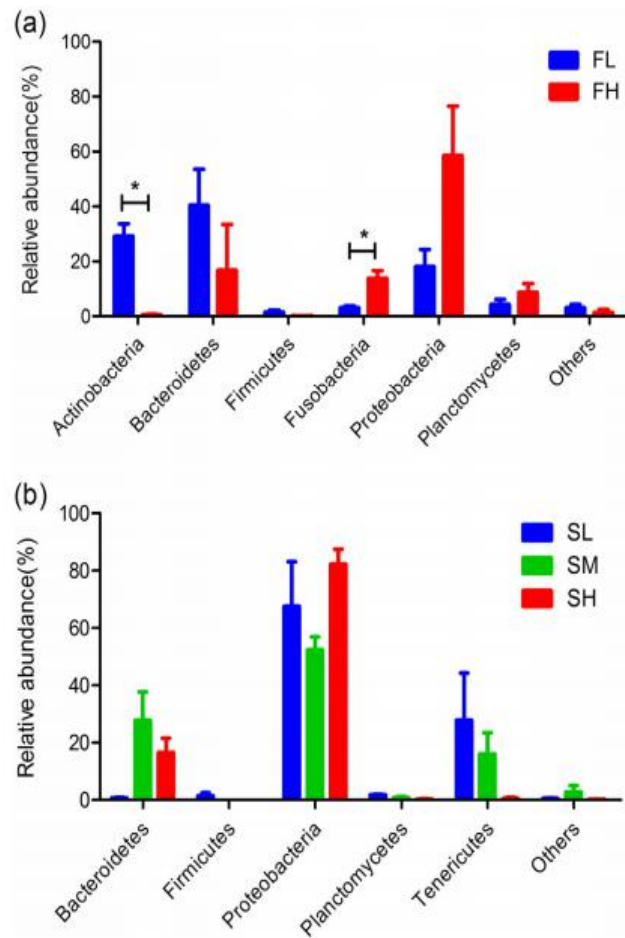 (a)
Relative abundance(%)
100
80
60
40
20
0
FL
FH
*
*
Actinobacteria
Bacteroidetes
Firmicutes
Fusobacteria
Proteobacteria
Planctomycetes
Others
(b)
Relative abundance(%)
100
80
60
40
20
0
SL
SM
SH
Bacteroidetes
Firmicutes
Proteobacteria
Planctomycetes
Tenericutes
Others